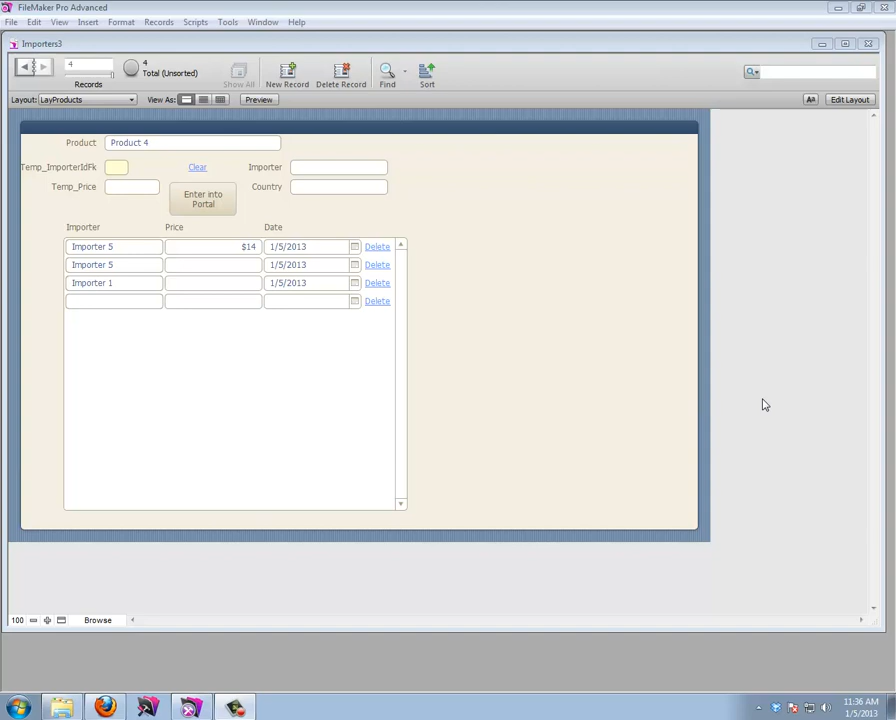 FileMaker Pro Advanced
File Edit View Insert Format Records Scripts Tools Window Help
Importers3
4
4
Total (Unsorted)
Records
Show All
New Record
Delete Record
Find
Sort
Layout: LayProducts
View As:
Preview
Aa
Edit Layout
Product Product 4
Temp_ImporterIdFk Clear Importer
Temp_Price
Enter into
Portal
Country
Importer Price Date
Importer 5 $14 1/5/2013 Delete
Importer 5 1/5/2013 Delete
Importer 1 1/5/2013 Delete
Delete
100 Browse
11:36 AM
1/5/2013